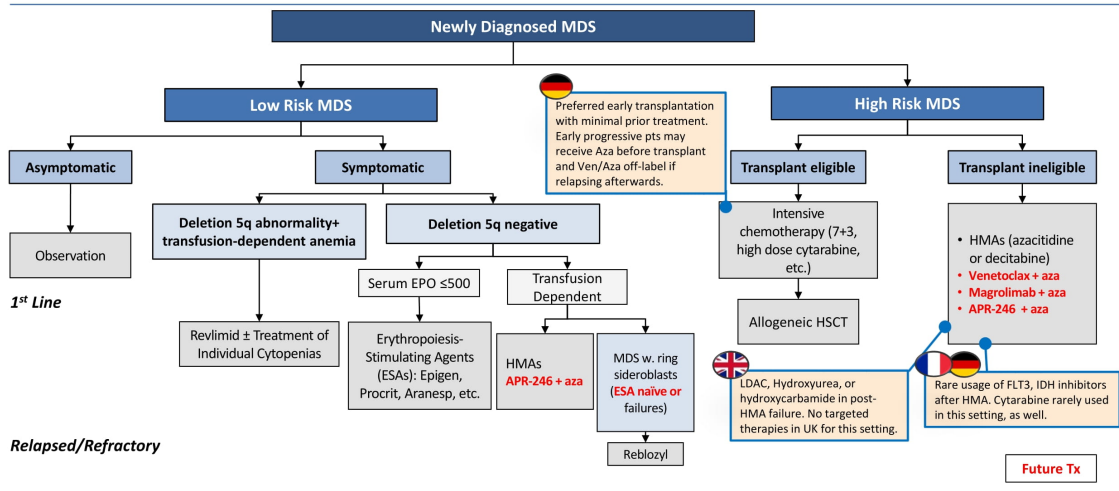 Newly Diagnosed MDS
Low Risk MDS
High Risk MDS
Preferred early transplantation
with minimal prior treatment.
Early progressive pts may
receive Aza before transplant
and Ven/Aza off-label if
relapsing afterwards.
Asymptomatic
Symptomatic
Transplant eligible
Transplant ineligible
Deletion 5q abnormality+
transfusion-dependent anemia
Deletion 5q negative
Observation
Intensive
chemotherapy (7+3,
high dose cytarabine,
etc.)
• HMAs (azacitidine
or decitabine)
• Venetoclax + aza
• Magrolimab + aza
• APR-246 + aza
Serum EPO ≤500
Transfusion
Dependent
1st Line
Allogeneic HSCT
Revlimid ± Treatment of
Individual Cytopenias
Erythropoiesis-
Stimulating Agents
(ESAs): Epigen,
Procrit, Aranesp, etc.
HMAs
APR-246 + aza
MDS w. ring
sideroblasts
(ESA naïve or
failures)
LDAC, Hydroxyurea, or
hydroxycarbamide in post-
HMA failure. No targeted
therapies in UK for this setting.
Rare usage of FLT3, IDH inhibitors
after HMA. Cytarabine rarely used
in this setting, as well.
Relapsed/Refractory
Reblozyl
Future Tx